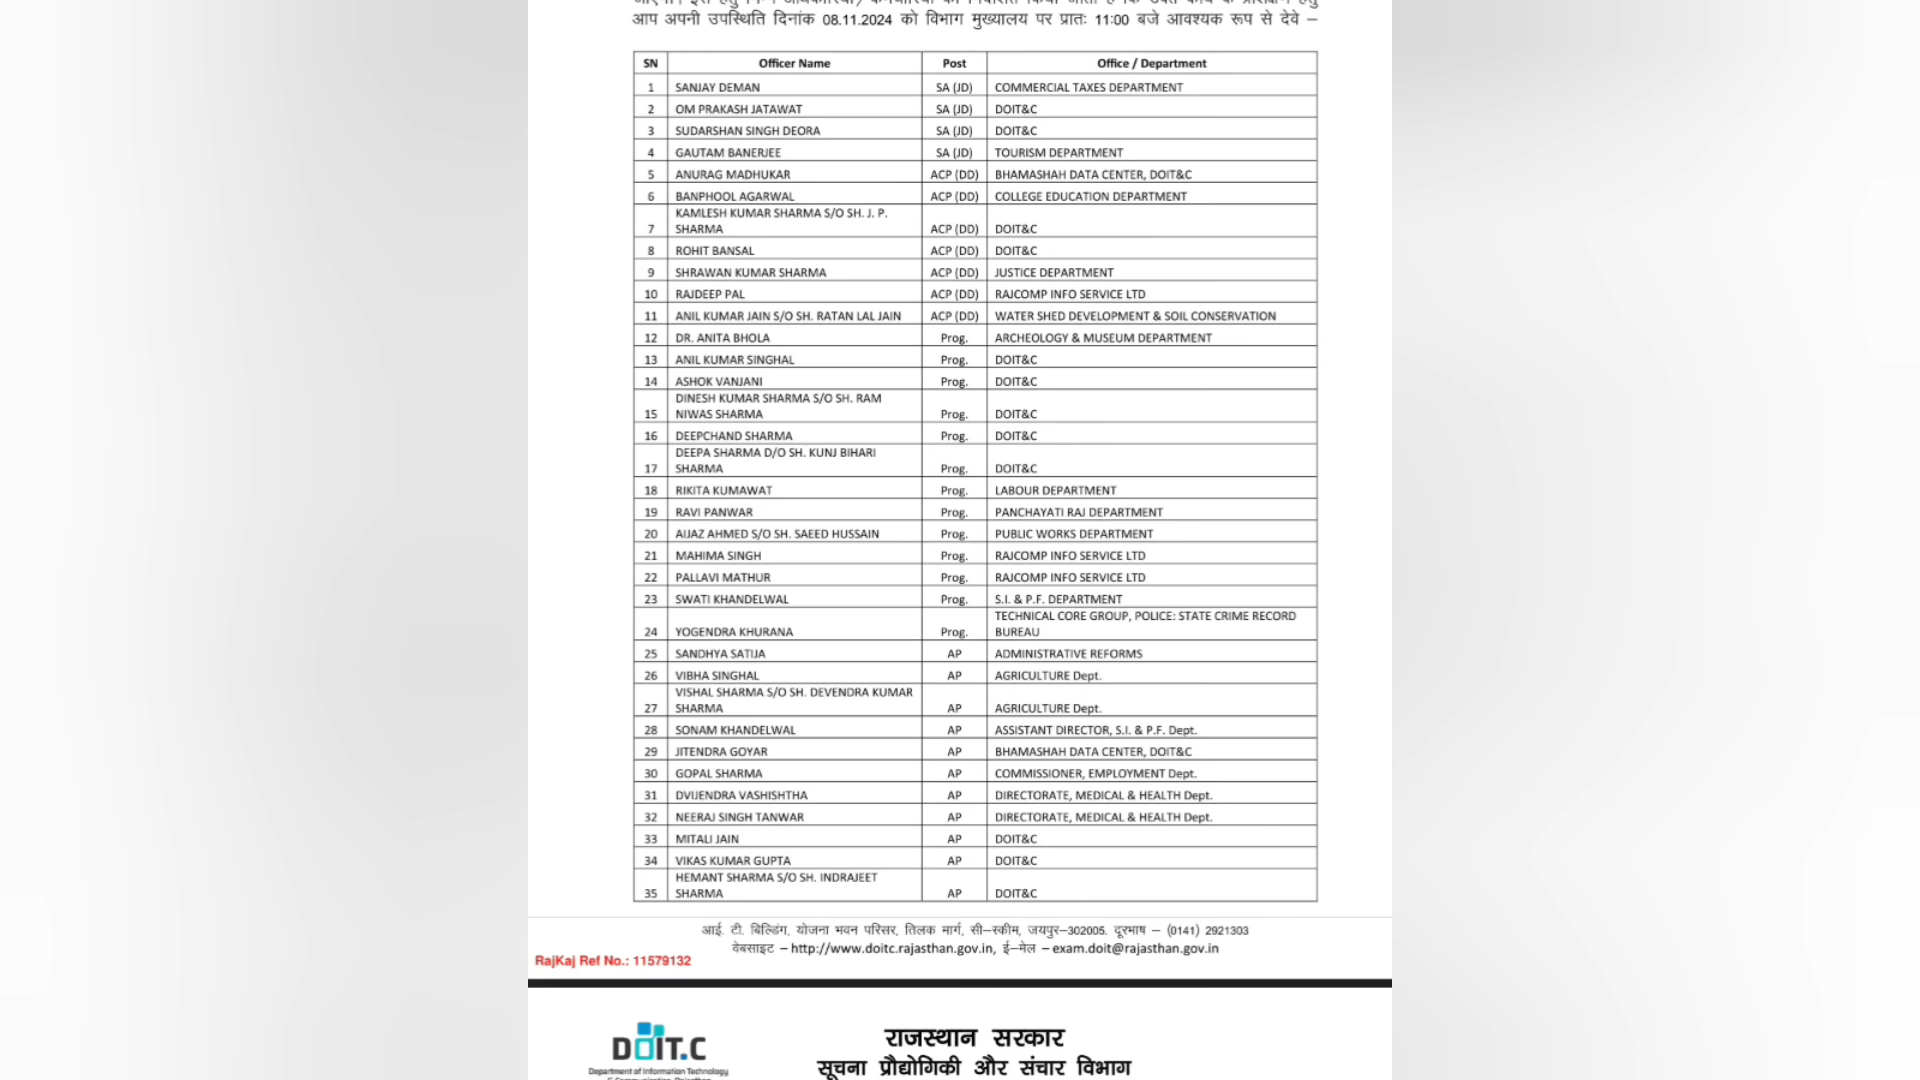 आप अपनी उपस्थिति दिनांक 08.11.2024 को विभाग मुख्यालय पर प्रातः 11:00 बजे आवश्यक रूप से देवे –
SN Officer Name Post Office / Department
1 SANJAY DEMAN SA (JD) COMMERCIAL TAXES DEPARTMENT
2 OM PRAKASH JATAWAT SA (JD) DOIT&C
3 SUDARSHAN SINGH DEORA SA (JD) DOIT&C
4 GAUTAM BANERJEE SA (JD) TOURISM DEPARTMENT
5 ANURAG MADHUKAR ACP (DD) BHAMASHAH DATA CENTER, DOIT&C
6 BANPHOOL AGARWAL ACP (DD) COLLEGE EDUCATION DEPARTMENT
KAMLESH KUMAR SHARMA S/O SH. J. P.
7 SHARMA ACP (DD) DOIT&C
8 ROHIT BANSAL ACP (DD) DOIT&C
9 SHRAWAN KUMAR SHARMA ACP (DD) JUSTICE DEPARTMENT
10 RAJDEEP PAL ACP (DD) RAJCOMP INFO SERVICE LTD
11 ANIL KUMAR JAIN S/O SH. RATAN LAL JAIN ACP (DD) WATER SHED DEVELOPMENT & SOIL CONSERVATION
12 DR. ANITA BHOLA Prog. ARCHEOLOGY & MUSEUM DEPARTMENT
13 ANIL KUMAR SINGHAL Prog. DOIT&C
14 ASHOK VANJANI Prog. DOIT&C
DINESH KUMAR SHARMA S/O SH. RAM
15 NIWAS SHARMA Prog. DOIT&C
16 DEEPCHAND SHARMA Prog. DOIT&C
DEEPA SHARMA D/O SH. KUNJ BIHARI
17 SHARMA Prog. DOIT&C
18 RIKITA KUMAWAT Prog. LABOUR DEPARTMENT
19 RAVI PANWAR Prog. PANCHAYATI RAJ DEPARTMENT
20 AIJAZ AHMED S/O SH. SAEED HUSSAIN Prog. PUBLIC WORKS DEPARTMENT
21 MAHIMA SINGH Prog. RAJCOMP INFO SERVICE LTD
22 PALLAVI MATHUR Prog. RAJCOMP INFO SERVICE LTD
23 SWATI KHANDELWAL Prog. S.I. & P.F. DEPARTMENT
TECHNICAL CORE GROUP, POLICE: STATE CRIME RECORD
24 YOGENDRA KHURANA Prog. BUREAU
25 SANDHYA SATIJA AP ADMINISTRATIVE REFORMS
26 VIBHA SINGHAL AP AGRICULTURE Dept.
VISHAL SHARMA S/O SH. DEVENDRA KUMAR
27 SHARMA AP AGRICULTURE Dept.
28 SONAM KHANDELWAL AP ASSISTANT DIRECTOR, S.I. & P.F. Dept.
29 JITENDRA GOYAR AP BHAMASHAH DATA CENTER, DOIT&C
30 GOPAL SHARMA AP COMMISSIONER, EMPLOYMENT Dept.
31 DVIJENDRA VASHISHTHA AP DIRECTORATE, MEDICAL & HEALTH Dept.
32 NEERAJ SINGH TANWAR AP DIRECTORATE, MEDICAL & HEALTH Dept.
33 MITALI JAIN AP DOIT&C
34 VIKAS KUMAR GUPTA AP DOIT&C
HEMANT SHARMA S/O SH. INDRAJEET
35 SHARMA AP DOIT&C
आई. टी. बिल्डिंग, योजना भवन परिसर, तिलक मार्ग, सी–स्कीम, जयपुर–302005. दूरभाष – (0141) 2921303
वेबसाइट – http://www.doitc.rajasthan.gov.in, ई–मेल – exam.doit@rajasthan.gov.in
RajKaj Ref No.: 11579132
DOIT.C
Department of Information Technology
राजस्थान सरकार
सूचना प्रौद्योगिकी और संचार विभाग